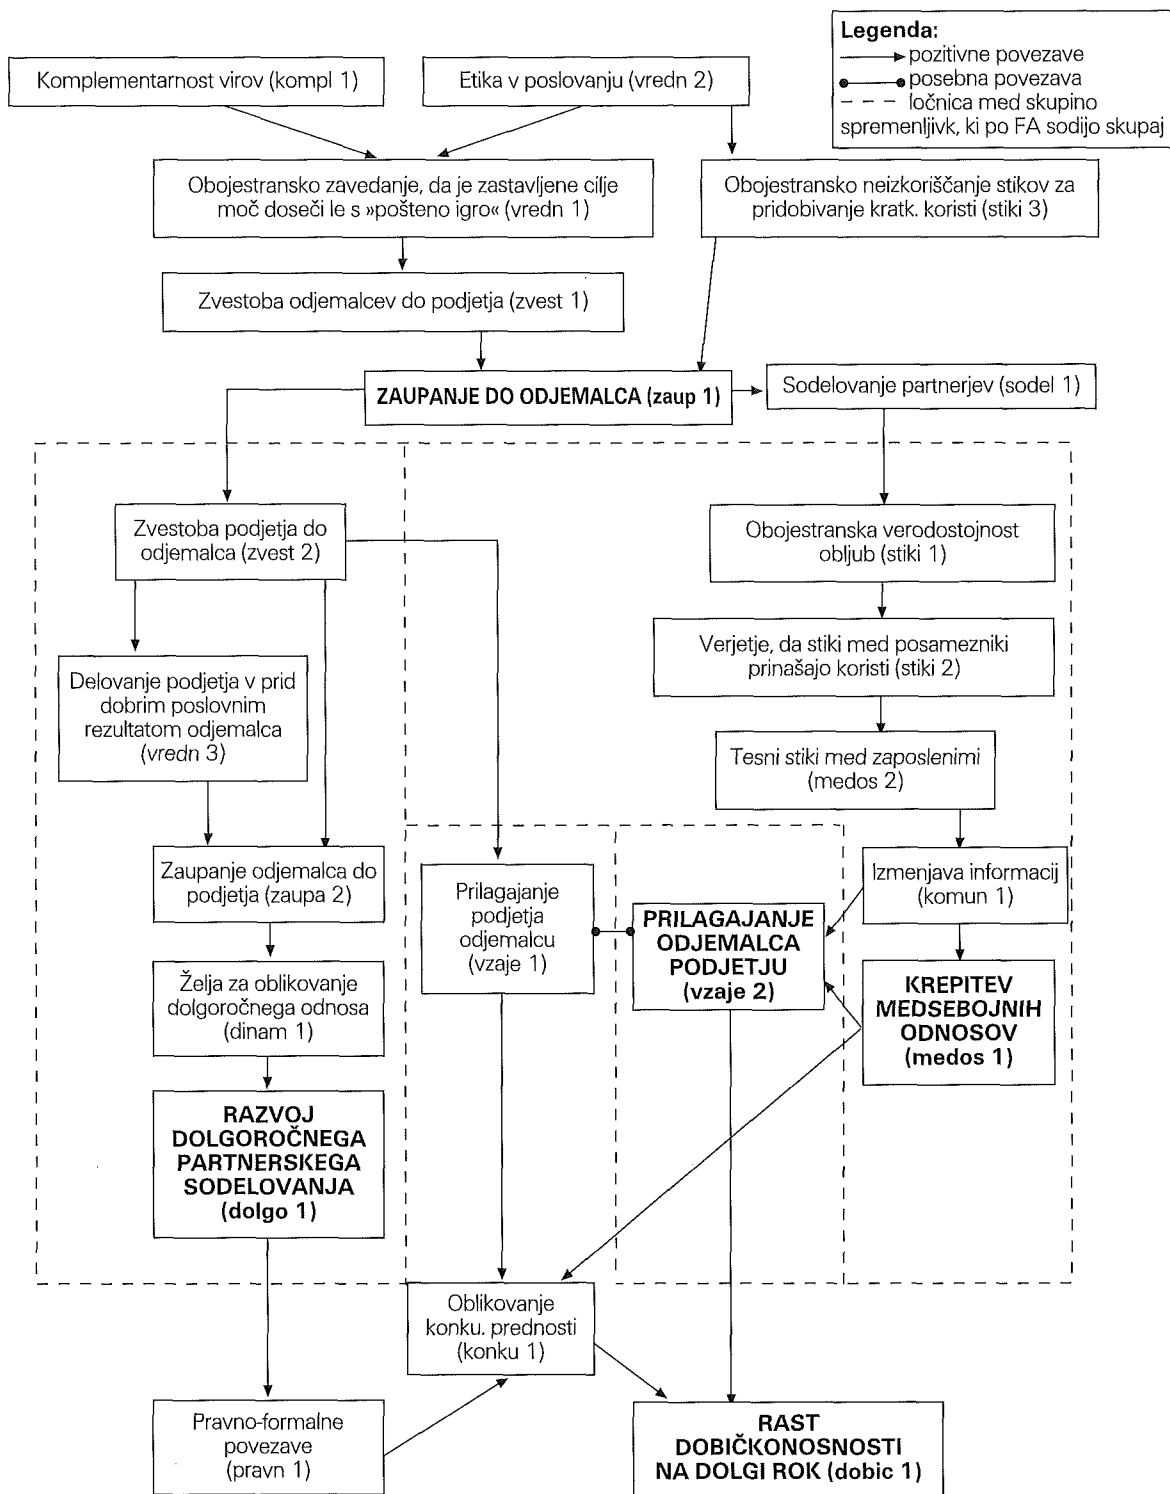 Legenda:
pozitivne povezave
posebna povezava
ločnica med skupino
spremenljivk, ki po FA sodijo skupaj
Komplementarnost virov (kompl 1)
Etika v poslovanju (vredn 2)
Obojestransko zavedanje, da je zastavljene cilje
moč doseči le s »pošteno igro« (vredn 1)
Obojestransko neizkoriščanje stikov za
pridobivanje kratk. koristi (stiki 3)
Zvestoba odjemalcev do podjetja (zvest 1)
ZAUPANJE DO ODJEMALCA (zaup 1)
Sodelovanje partnerjev (sodel 1)
Zvestoba podjetja do
odjemalca (zvest 2)
Obojestranska verodostojnost
obljub (stiki 1)
Verjetje, da stiki med posamezniki
prinašajo koristi (stiki 2)
Delovanje podjetja v prid
dobrim poslovnim
rezultatom odjemalca
(vredn 3)
Tesni stiki med zaposlenimi
(medos 2)
Zaupanje odjemalca do
podjetja (zaupa 2)
Prilagajanje
podjetja
odjemalcu
(vzaje 1)
PRILAGAJANJE
ODJEMALCA
PODJETJU
(vzaje 2)
Izmenjava informacij
(komun 1)
KREPITEV
MEDSEBOJNIH
ODNOSOV
(medos 1)
Želja za oblikovanje
dolgoročnega odnosa
(dinam 1)
RAZVOJ
DOLGOROČNEGA
PARTNERSKEGA
SODELOVANJA
(dolgo 1)
Oblikovanje
konku. prednosti
(konku 1)
Pravno-formalne
povezave
(pravn 1)
RAST
DOBIČKONOSNOSTI
NA DOLGI ROK (dobic 1)